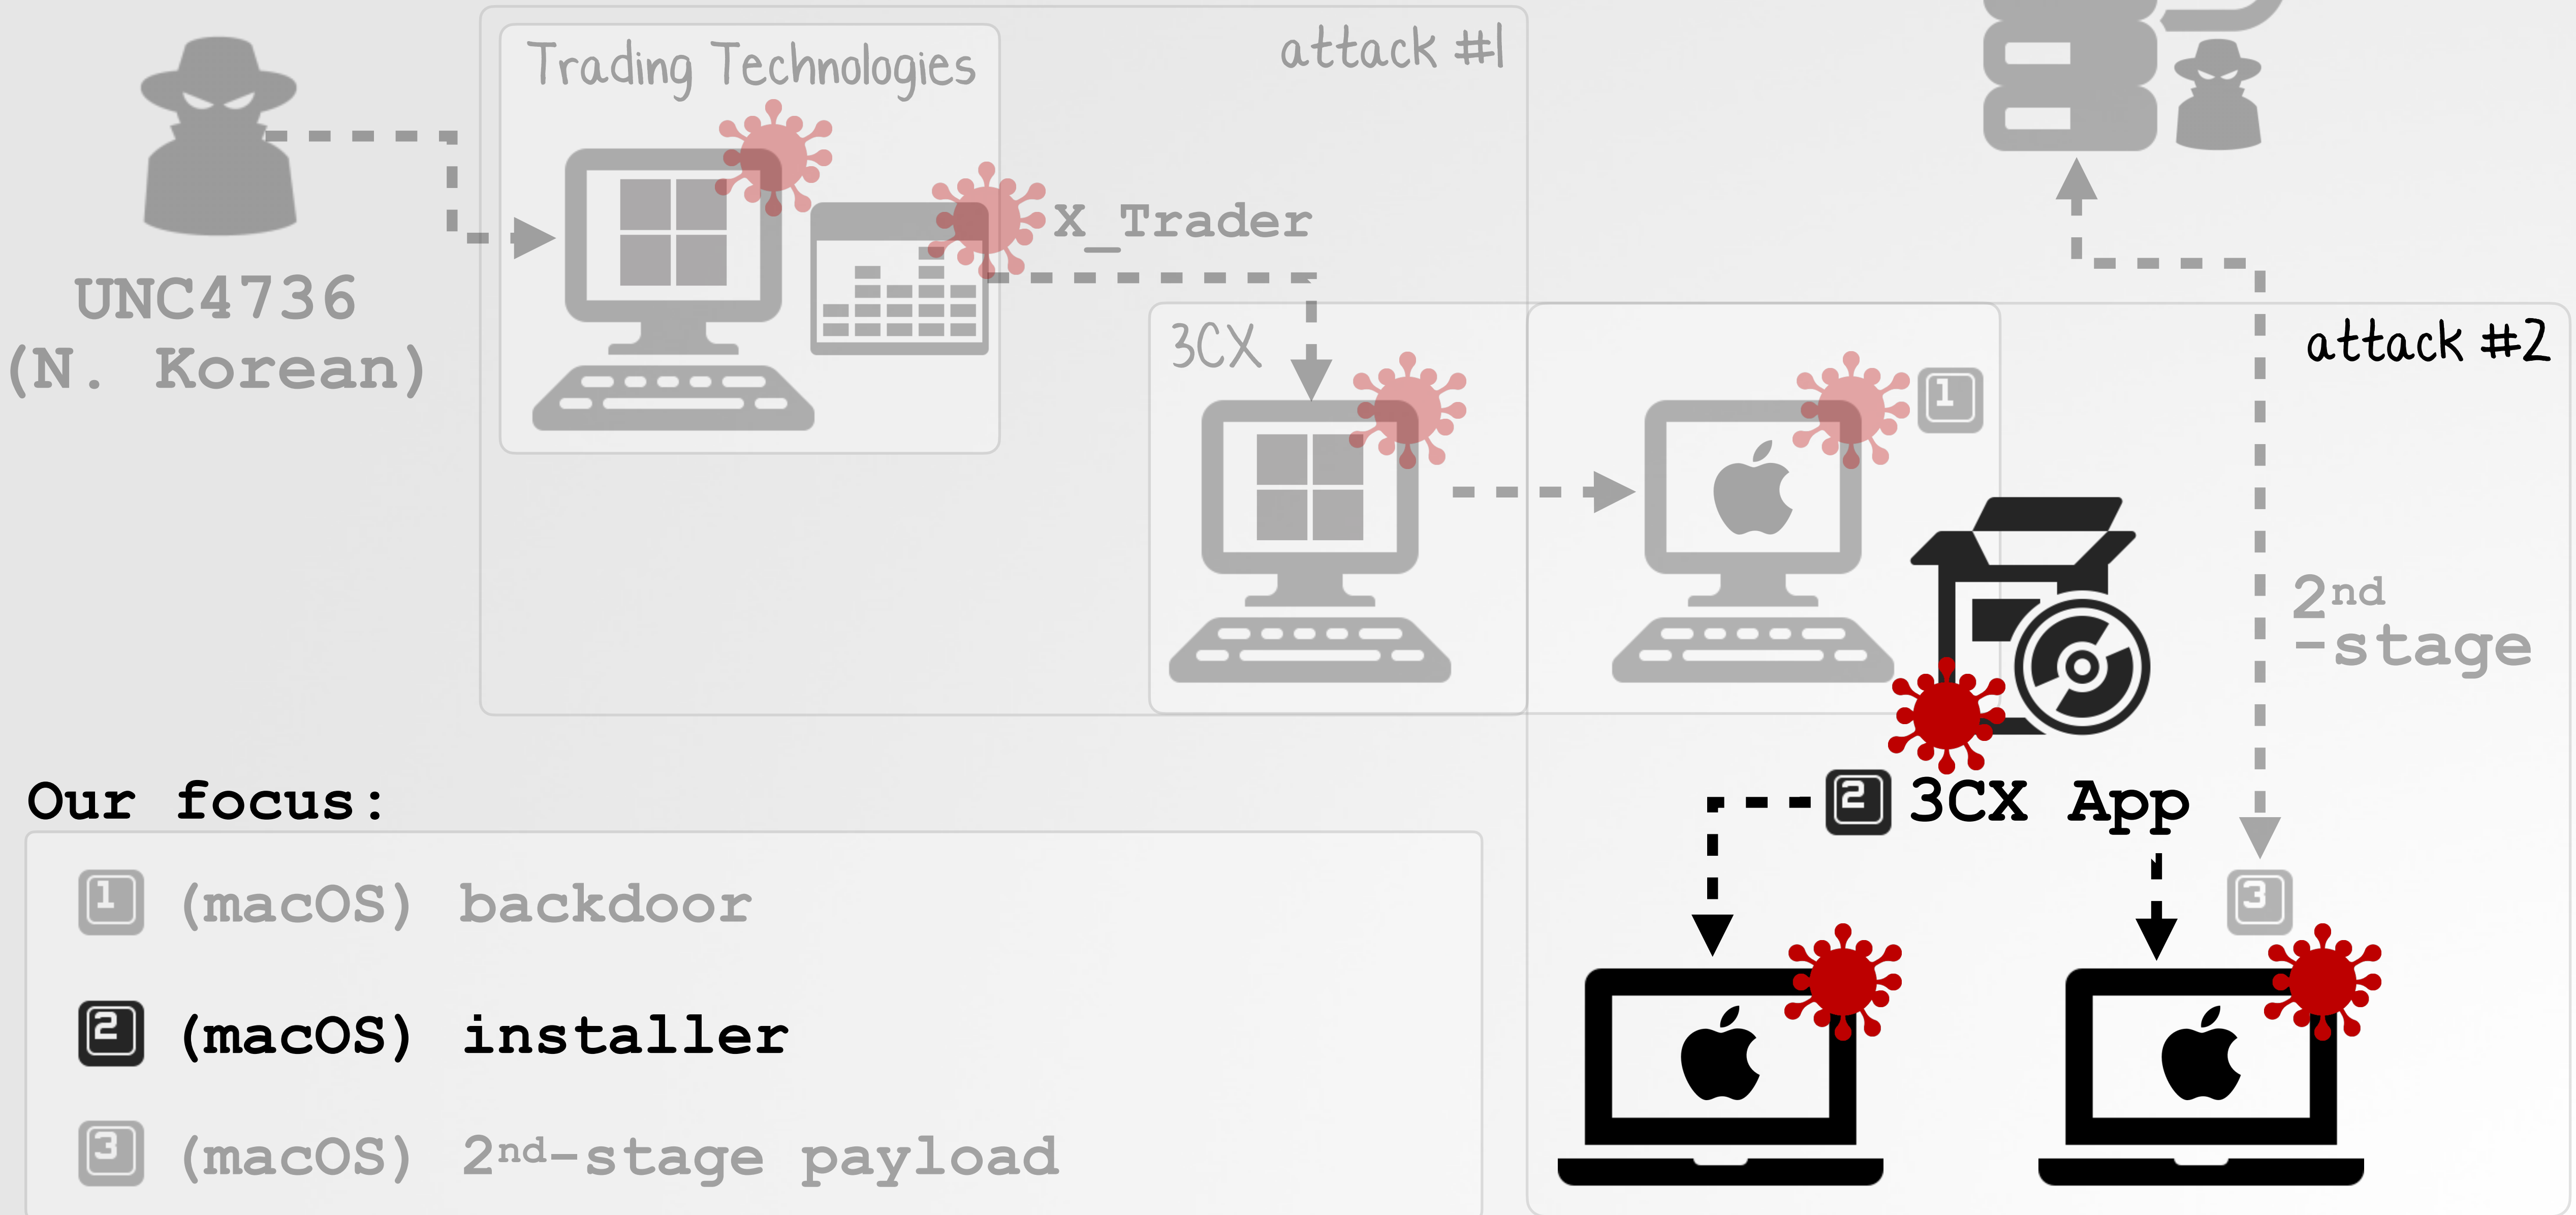 Trading Technologies
attack #1
X_Trader
UNC4736
(N. Korean)
3CX
attack #2
1
2nd
-stage
Our focus:
2 3CX App
3
1 (macOS) backdoor
2 (macOS) installer
3 (macOS) 2nd-stage payload